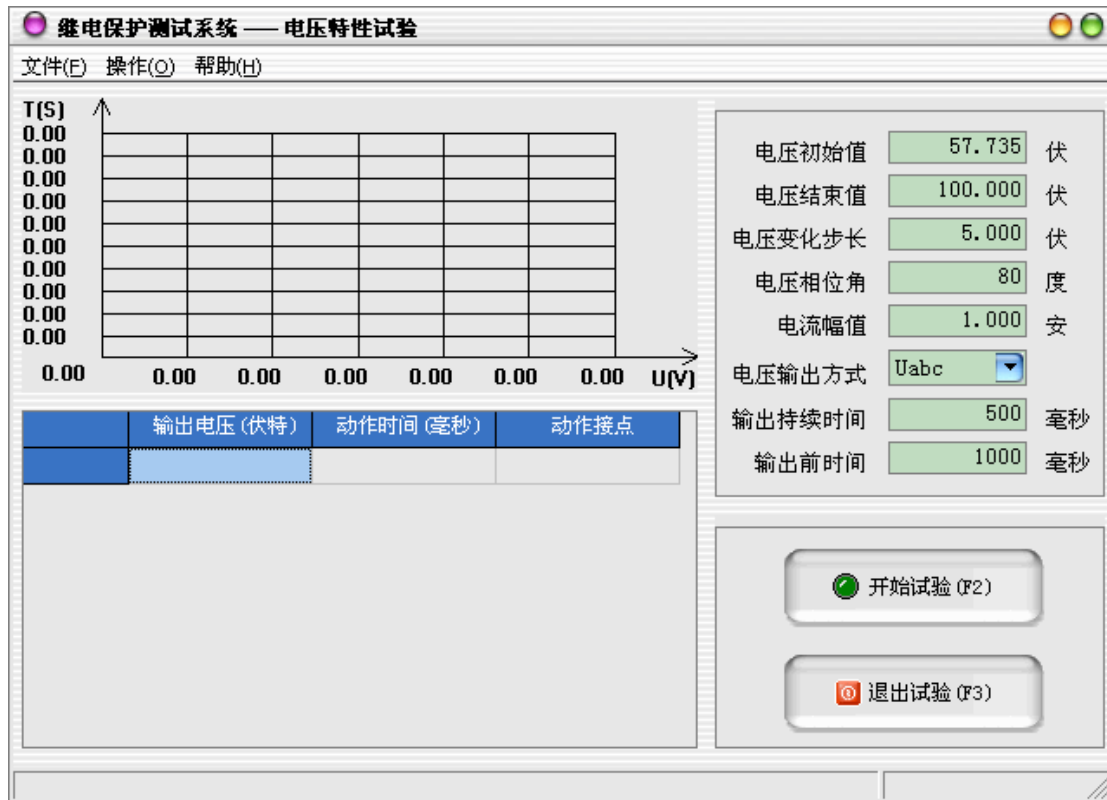 继电保护测试系统 —— 电压特性试验
文件(F) 操作(O) 帮助(H)
T(S)
0.00
0.00
0.00
0.00
0.00
0.00
0.00
0.00
0.00
0.00
0.00 0.00 0.00 0.00 0.00 0.00 0.00 U(V)
输出电压(伏特) 动作时间(毫秒) 动作接点
电压初始值 57.735 伏
电压结束值 100.000 伏
电压变化步长 5.000 伏
电压相位角 80 度
电流幅值 1.000 安
电压输出方式 Uabc
输出持续时间 500 毫秒
输出前时间 1000 毫秒
开始试验(F2)
退出试验(F3)